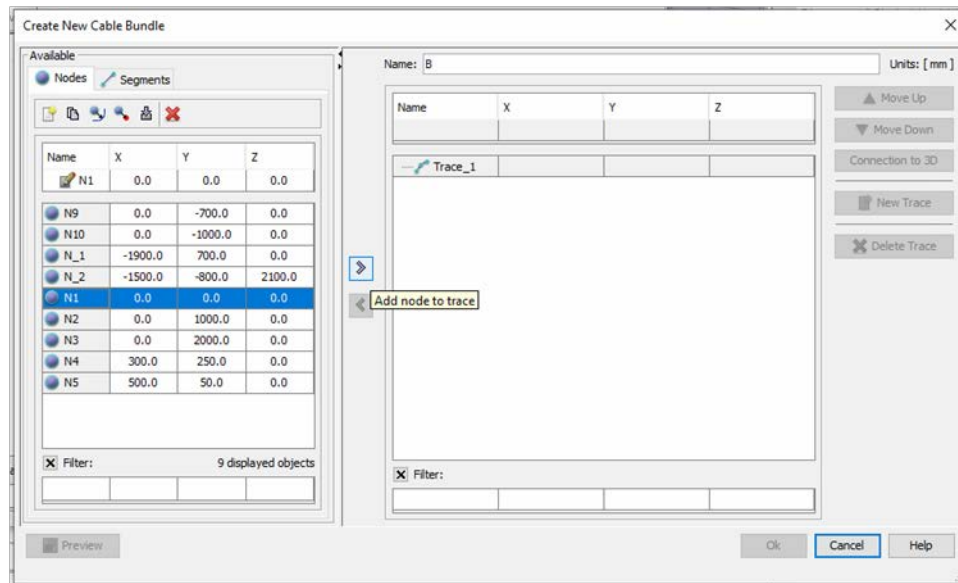 Create New Cable Bundle
Available
Nodes Segments
Name X Y Z
N1 0.0 0.0 0.0
N9 0.0 -700.0 0.0
N10 0.0 -1000.0 0.0
N_1 -1900.0 700.0 0.0
N_2 -1500.0 -800.0 2100.0
N1 0.0 0.0 0.0
N2 0.0 1000.0 0.0
N3 0.0 2000.0 0.0
N4 300.0 250.0 0.0
N5 500.0 50.0 0.0
Filter: 9 displayed objects
Add node to trace
Name: B Units: [ mm ]
Name X Y Z
Trace_1
Filter:
Move Up
Move Down
Connection to 3D
New Trace
Delete Trace
Preview Ok Cancel Help